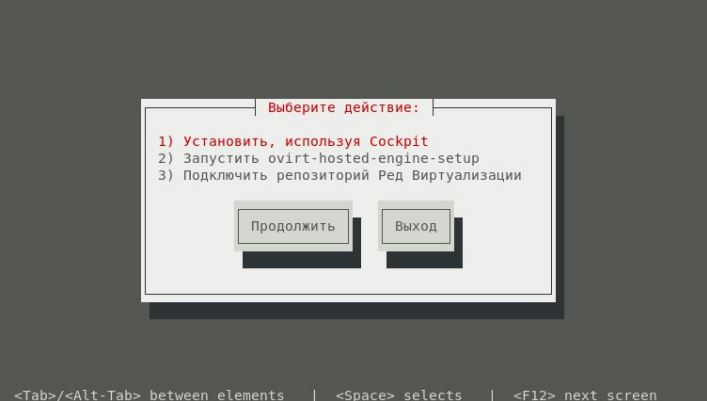 Выберите действие:
1) Установить, используя Cockpit
2) Запустить ovirt-hosted-engine-setup
3) Подключить репозиторий Ред Виртуализации
Продолжить Выход
<Tab>/<Alt-Tab> between elements | <Space> selects | <F12> next screen